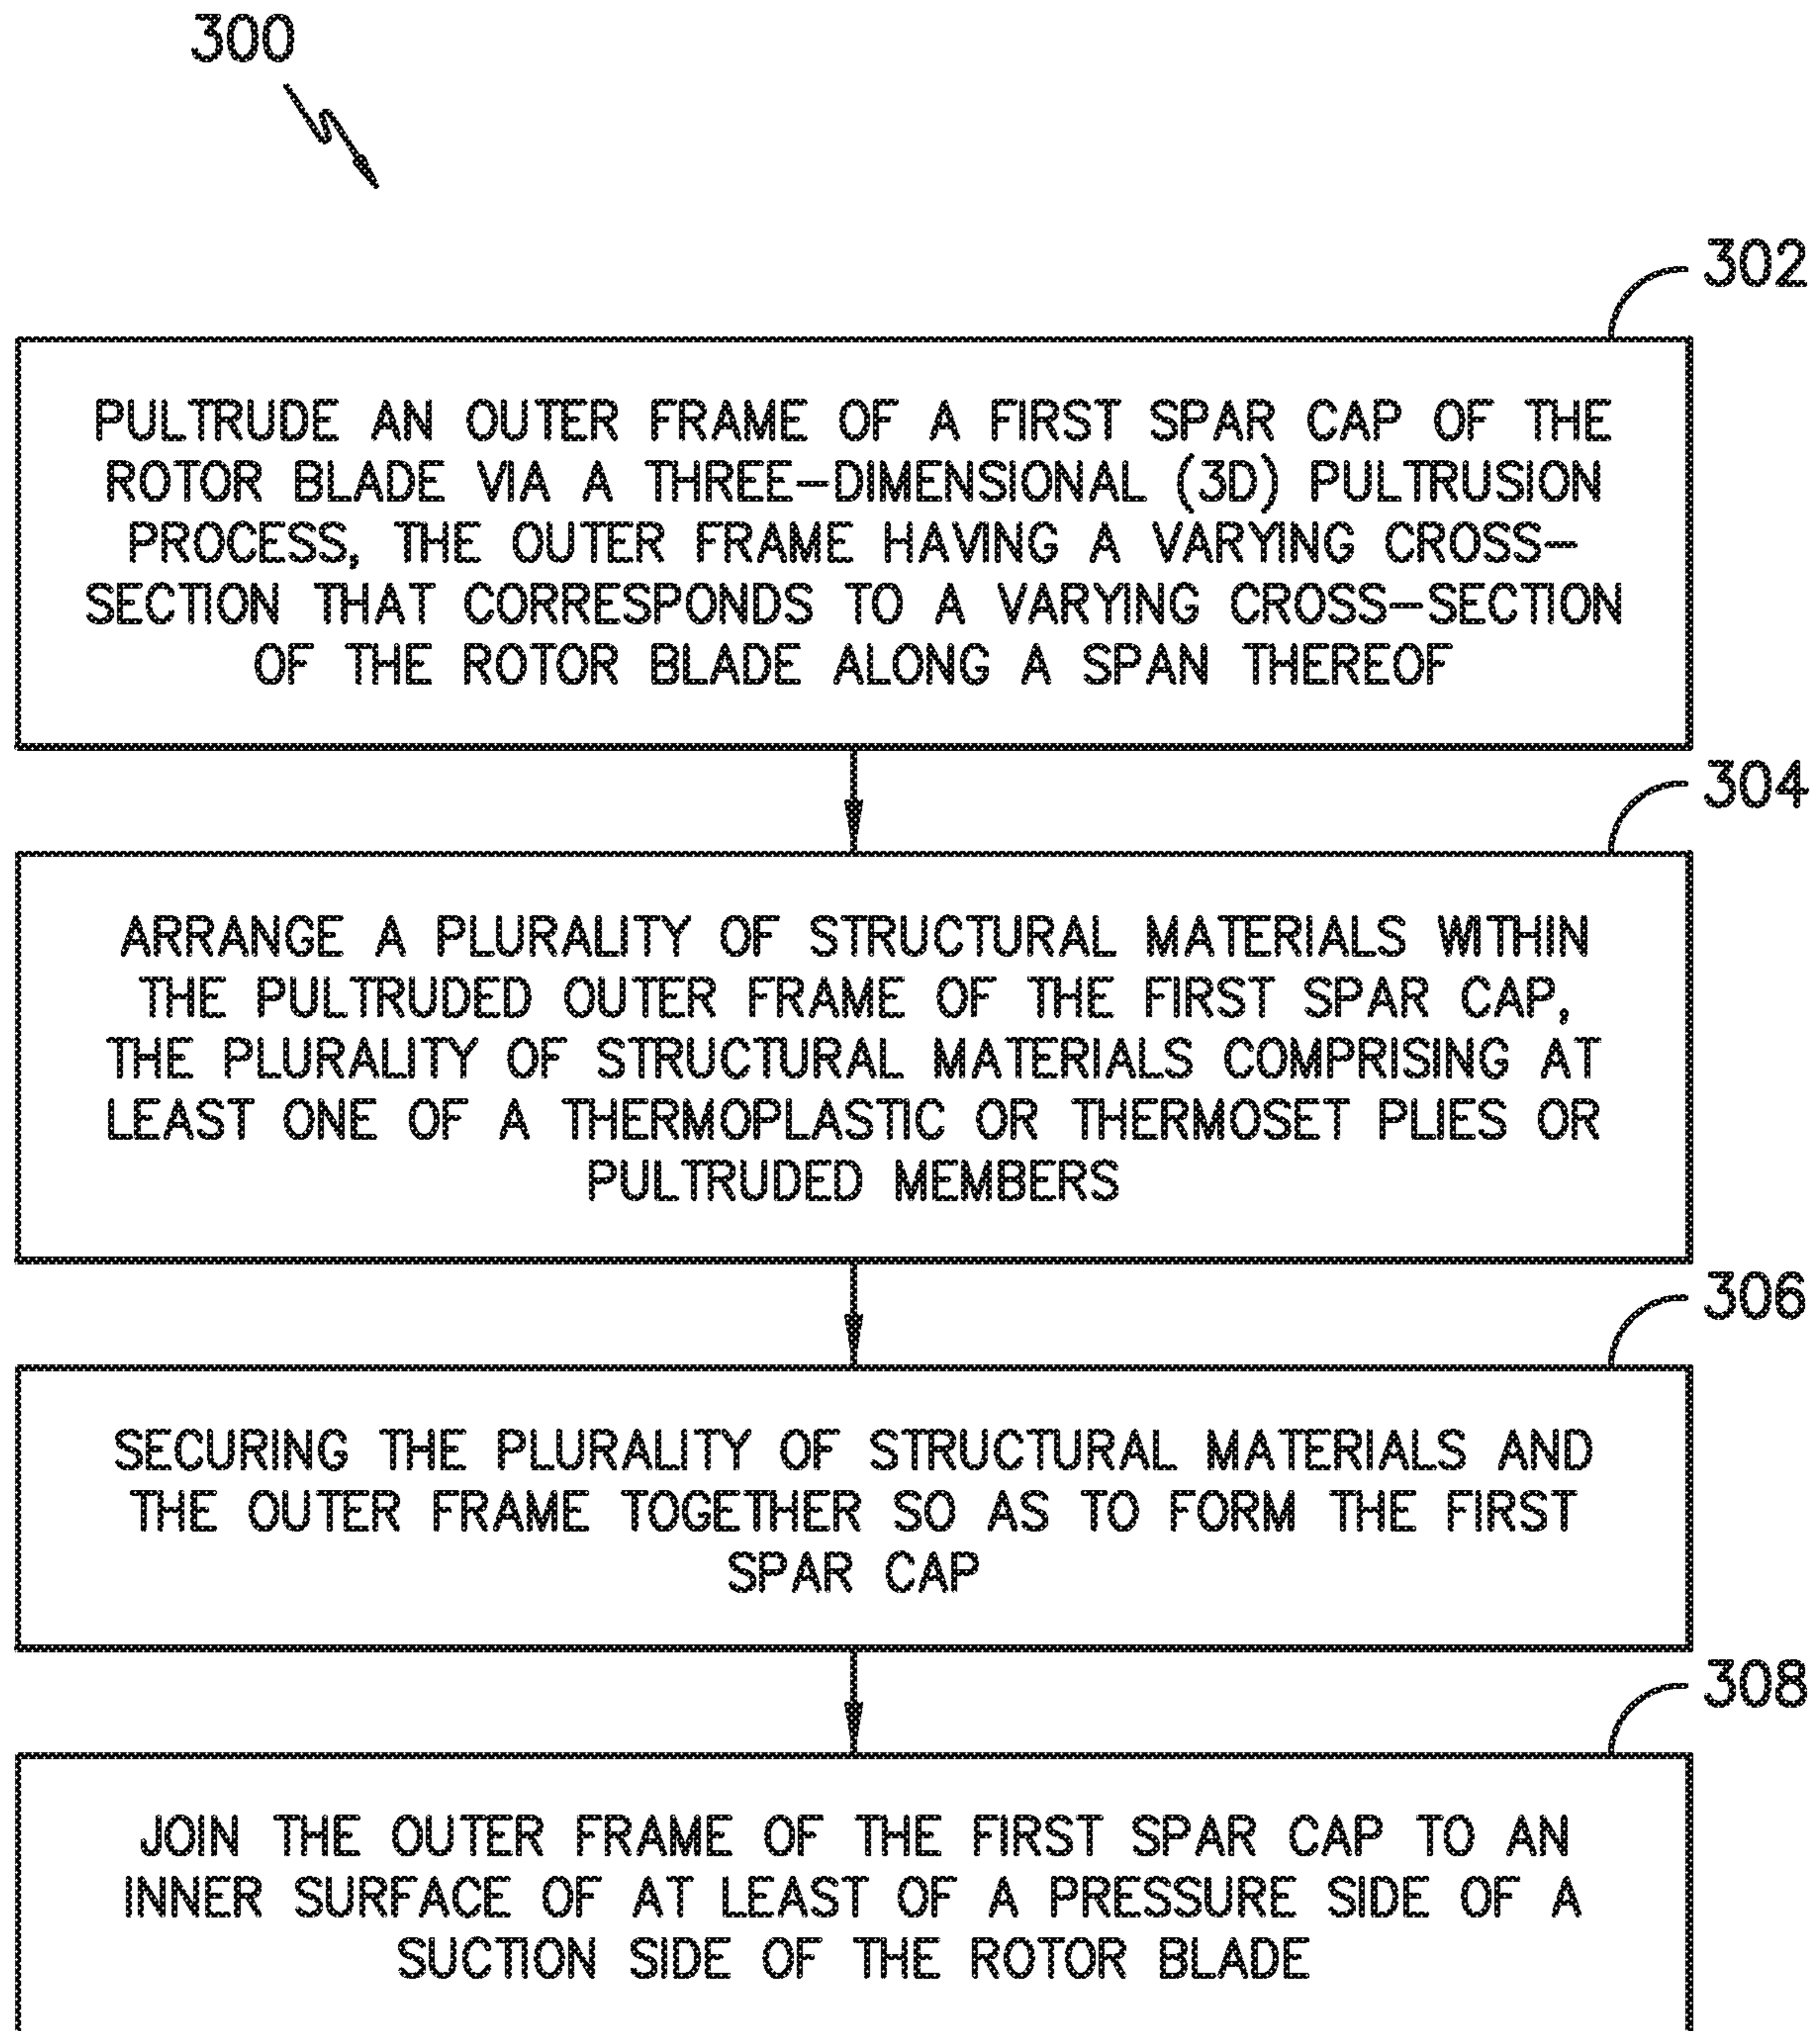 300
302
PULTRUDE AN OUTER FRAME OF A FIRST SPAR CAP OF THE
ROTOR BLADE VIA A THREE-DIMENSIONAL (3D) PULTRUSION
PROCESS, THE OUTER FRAME HAVING A VARYING CROSS-
SECTION THAT CORRESPONDS TO A VARYING CROSS-SECTION
OF THE ROTOR BLADE ALONG A SPAN THEREOF
304
ARRANGE A PLURALITY OF STRUCTURAL MATERIALS WITHIN
THE PULTRUDED OUTER FRAME OF THE FIRST SPAR CAP,
THE PLURALITY OF STRUCTURAL MATERIALS COMPRISING AT
LEAST ONE OF A THERMOPLASTIC OR THERMOSET PLIES OR
PULTRUDED MEMBERS
306
SECURING THE PLURALITY OF STRUCTURAL MATERIALS AND
THE OUTER FRAME TOGETHER SO AS TO FORM THE FIRST
SPAR CAP
308
JOIN THE OUTER FRAME OF THE FIRST SPAR CAP TO AN
INNER SURFACE OF AT LEAST OF A PRESSURE SIDE OF A
SUCTION SIDE OF THE ROTOR BLADE